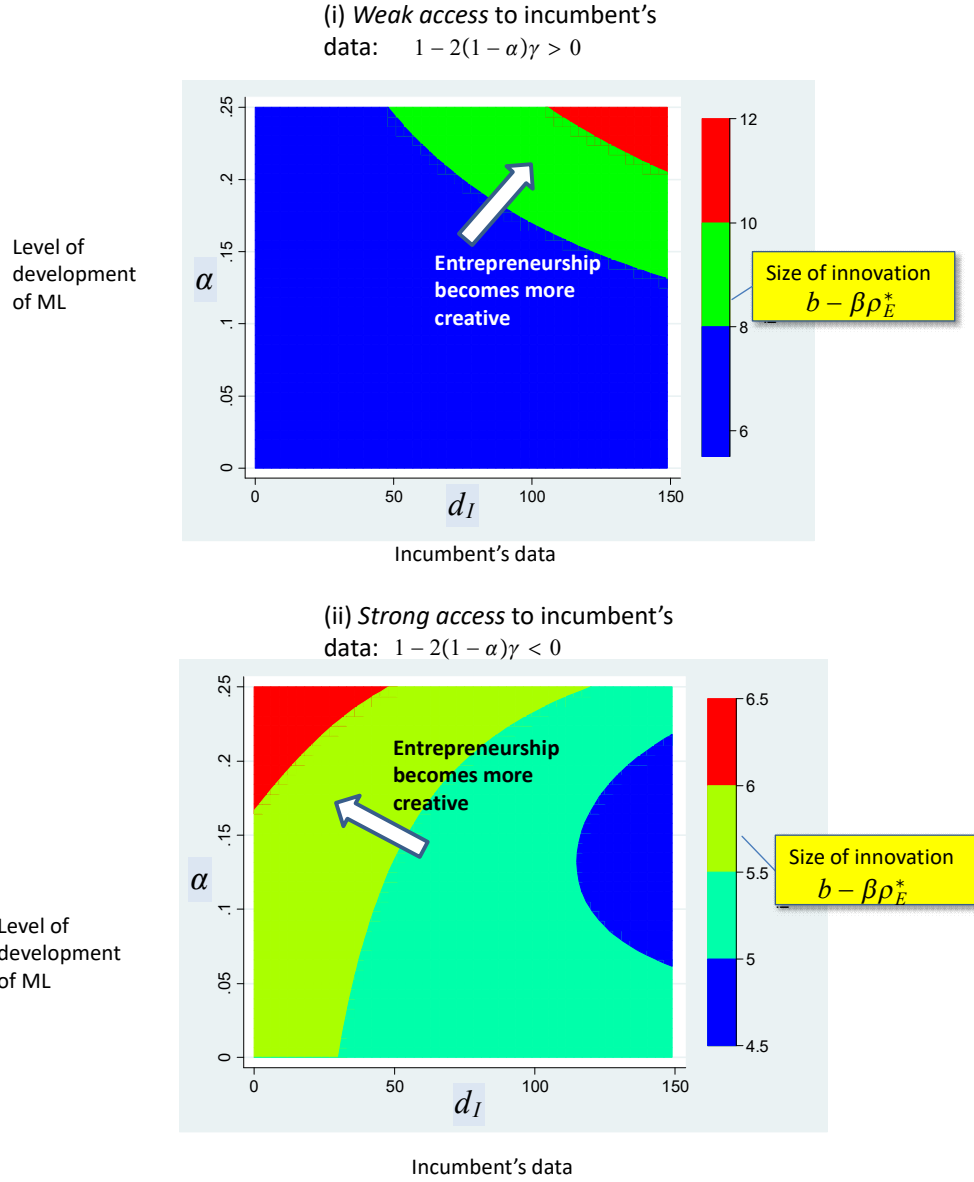 (i) Weak access to incumbent's
data: 1 − 2(1 − α)γ > 0
.25
.2
.15
.1
.05
0
Level of
development
of ML
α
Entrepreneurship
becomes more
creative
12
10
8
6
Size of innovation
b − βρ*E
0
50
100
150
dI
Incumbent's data
(ii) Strong access to incumbent's
data: 1 − 2(1 − α)γ < 0
.25
.2
.15
.1
.05
0
α
Level of
development
of ML
Entrepreneurship
becomes more
creative
6.5
6
5.5
5
4.5
Size of innovation
b − βρ*E
0
50
100
150
dI
Incumbent's data